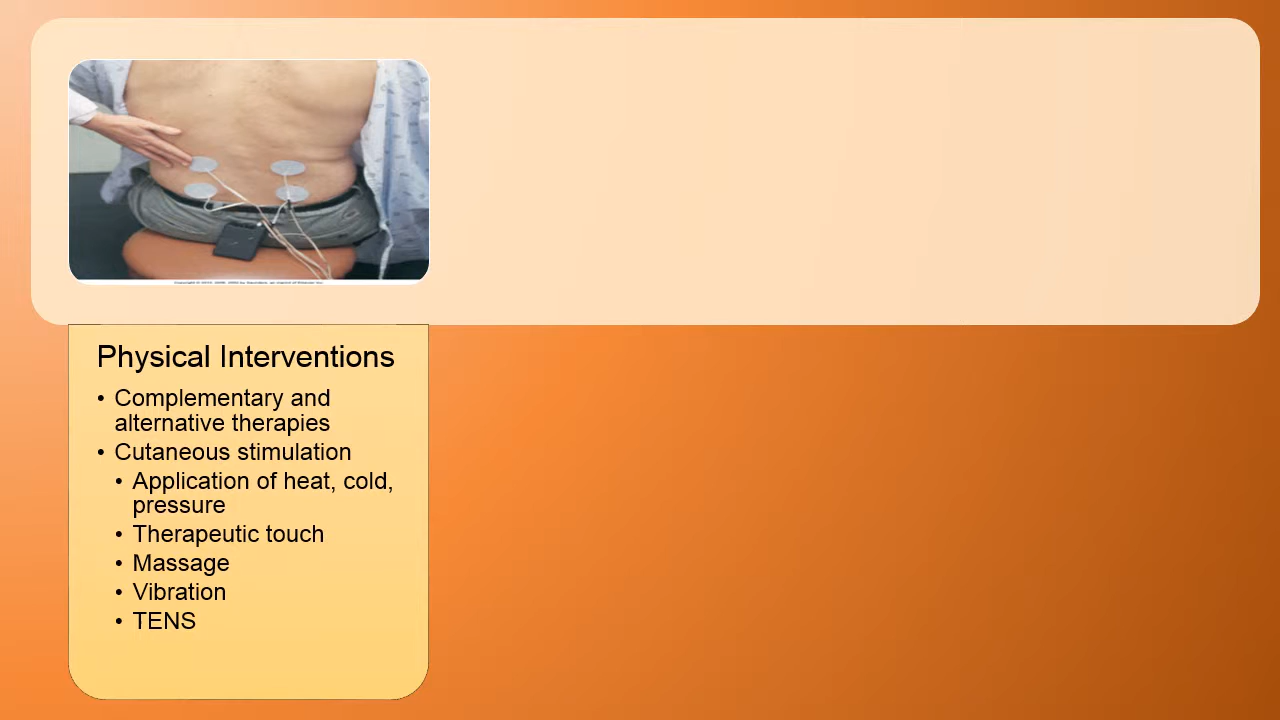 Physical Interventions
• Complementary and
alternative therapies
• Cutaneous stimulation
• Application of heat, cold,
pressure
• Therapeutic touch
• Massage
• Vibration
• TENS